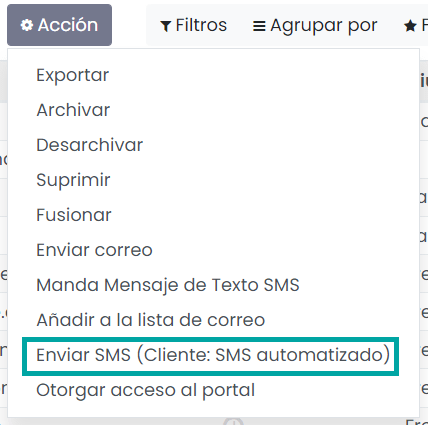 Acción Filtros Agrupar por
Exportar
Archivar
Desarchivar
Suprimir
Fusionar
Enviar correo
Manda Mensaje de Texto SMS
Añadir a la lista de correo
Enviar SMS (Cliente: SMS automatizado)
Otorgar acceso al portal